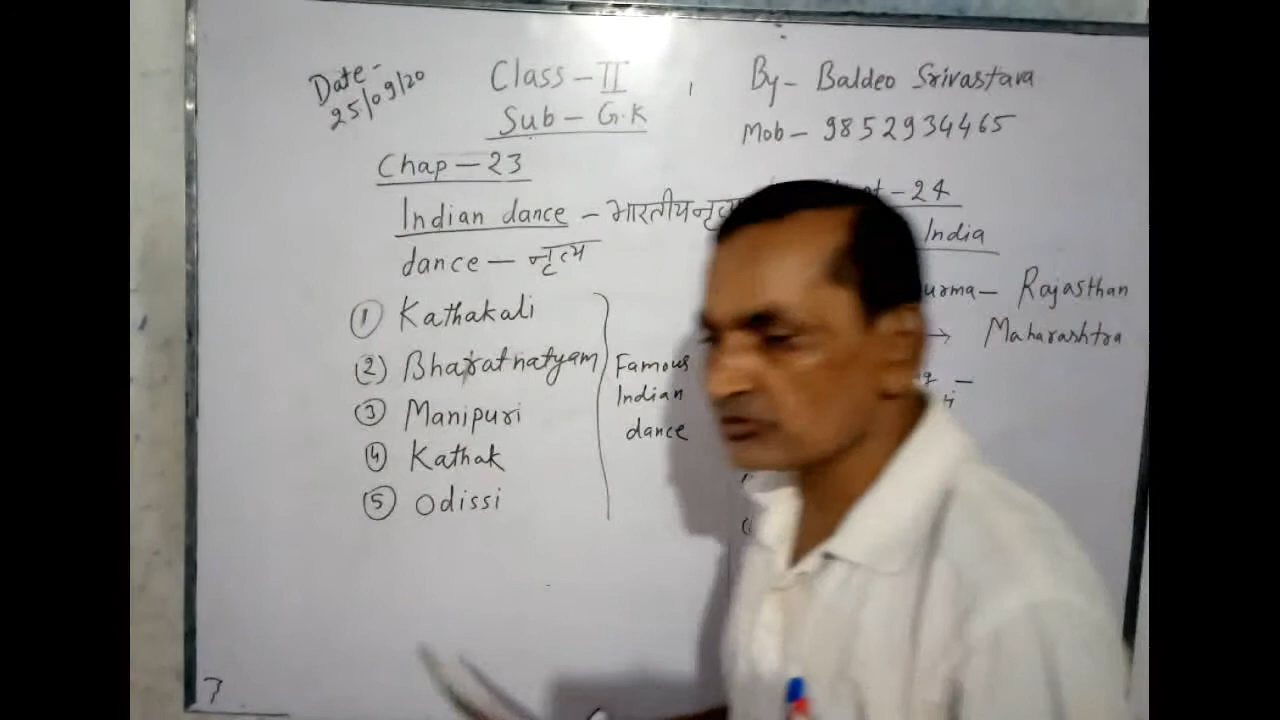 Date-
25/09/20
Class-II, By- Baldeo Srivastava
Sub- G.K
Mob- 9852934465
Chap-23
Indian dance - भारतीय नृत्य
dance- नृत्य
① Kathakali
② Bharatnatyam
③ Manipuri
④ Kathak
⑤ Odissi
Famous
Indian
dance
-24
India
- Rajasthan
→ Maharashtra
7